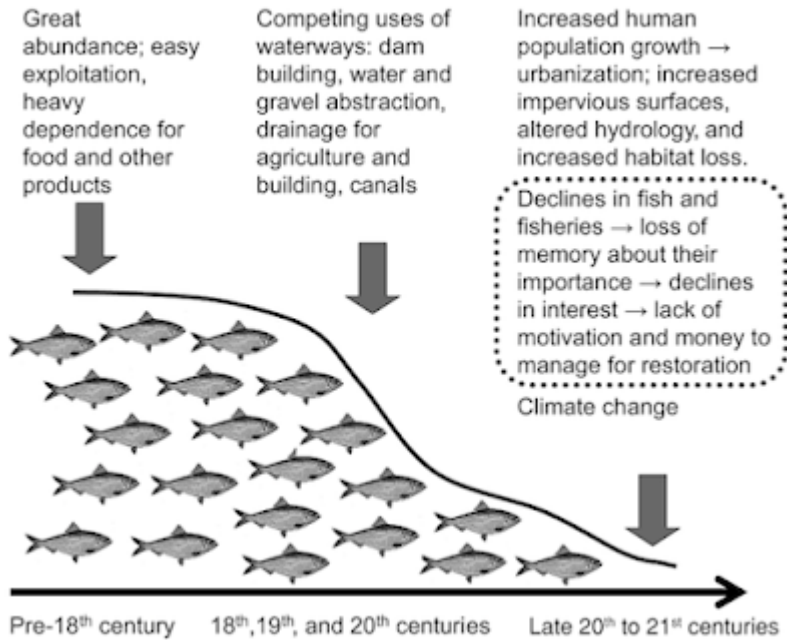 Great
abundance; easy
exploitation,
heavy
dependence for
food and other
products
Competing uses of
waterways: dam
building, water and
gravel abstraction,
drainage for
agriculture and
building, canals
Increased human
population growth →
urbanization; increased
impervious surfaces,
altered hydrology, and
increased habitat loss.
Declines in fish and
fisheries → loss of
memory about their
importance → declines
in interest → lack of
motivation and money to
manage for restoration
Climate change
Pre-18th century
18th,19th, and 20th centuries
Late 20th to 21st centuries